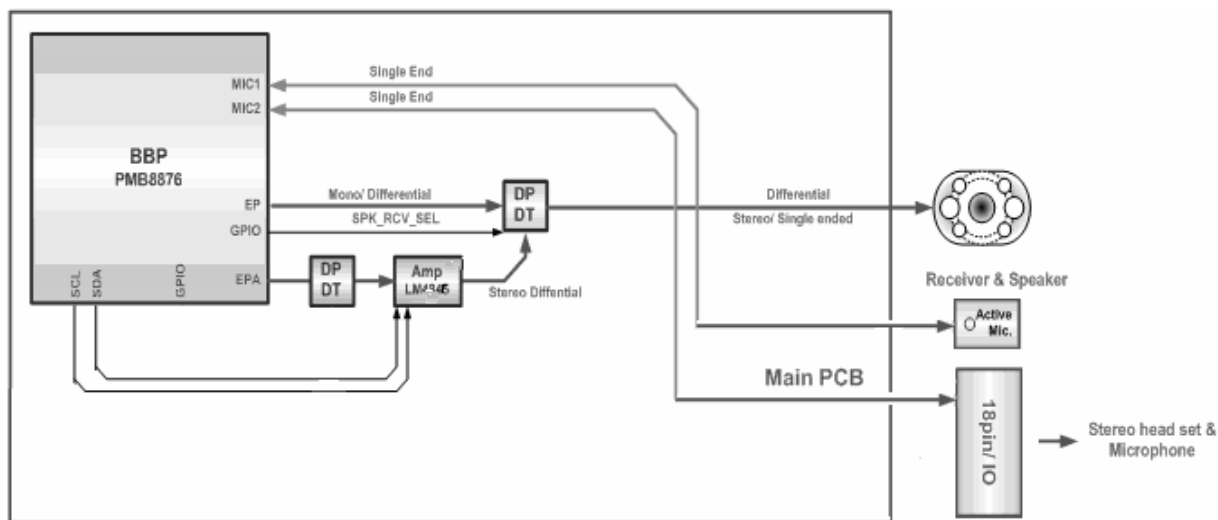 Single End
MIC1
Single End
MIC2
BBP
PMB8876
Mono/ Differential
EP
SPK_RCV_SEL
GPIO
DP
DT
Differential
Stereo/ Single ended
SCL
SDA
GPIO
EPA
DP
DT
Amp
Stereo Diffential
Receiver & Speaker
Active
Mic.
Main PCB
18pin/ IO
Stereo head set &
Microphone